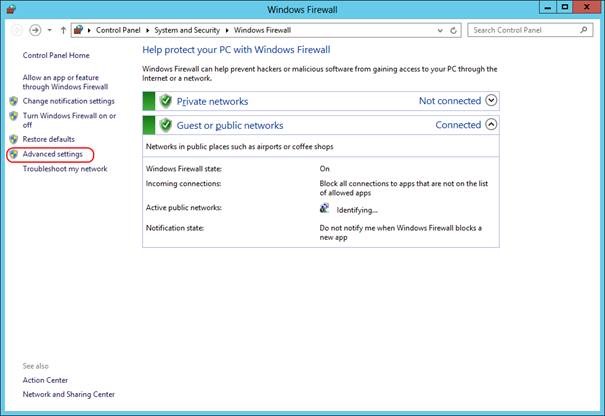 Windows Firewall
Control Panel
System and Security
Windows Firewall
Search Control Panel
Control Panel Home
Allow an app or feature
through Windows Firewall
Change notification settings
Turn Windows Firewall on or
off
Restore defaults
Advanced settings
Troubleshoot my network
Help protect your PC with Windows Firewall
Windows Firewall can help prevent hackers or malicious software from gaining access to your PC through the
Internet or a network.
Private networks Not connected
Guest or public networks Connected
Networks in public places such as airports or coffee shops
Windows Firewall state: On
Incoming connections: Block all connections to apps that are not on the list
of allowed apps
Active public networks: Identifying...
Notification state: Do not notify me when Windows Firewall blocks a
new app
See also
Action Center
Network and Sharing Center